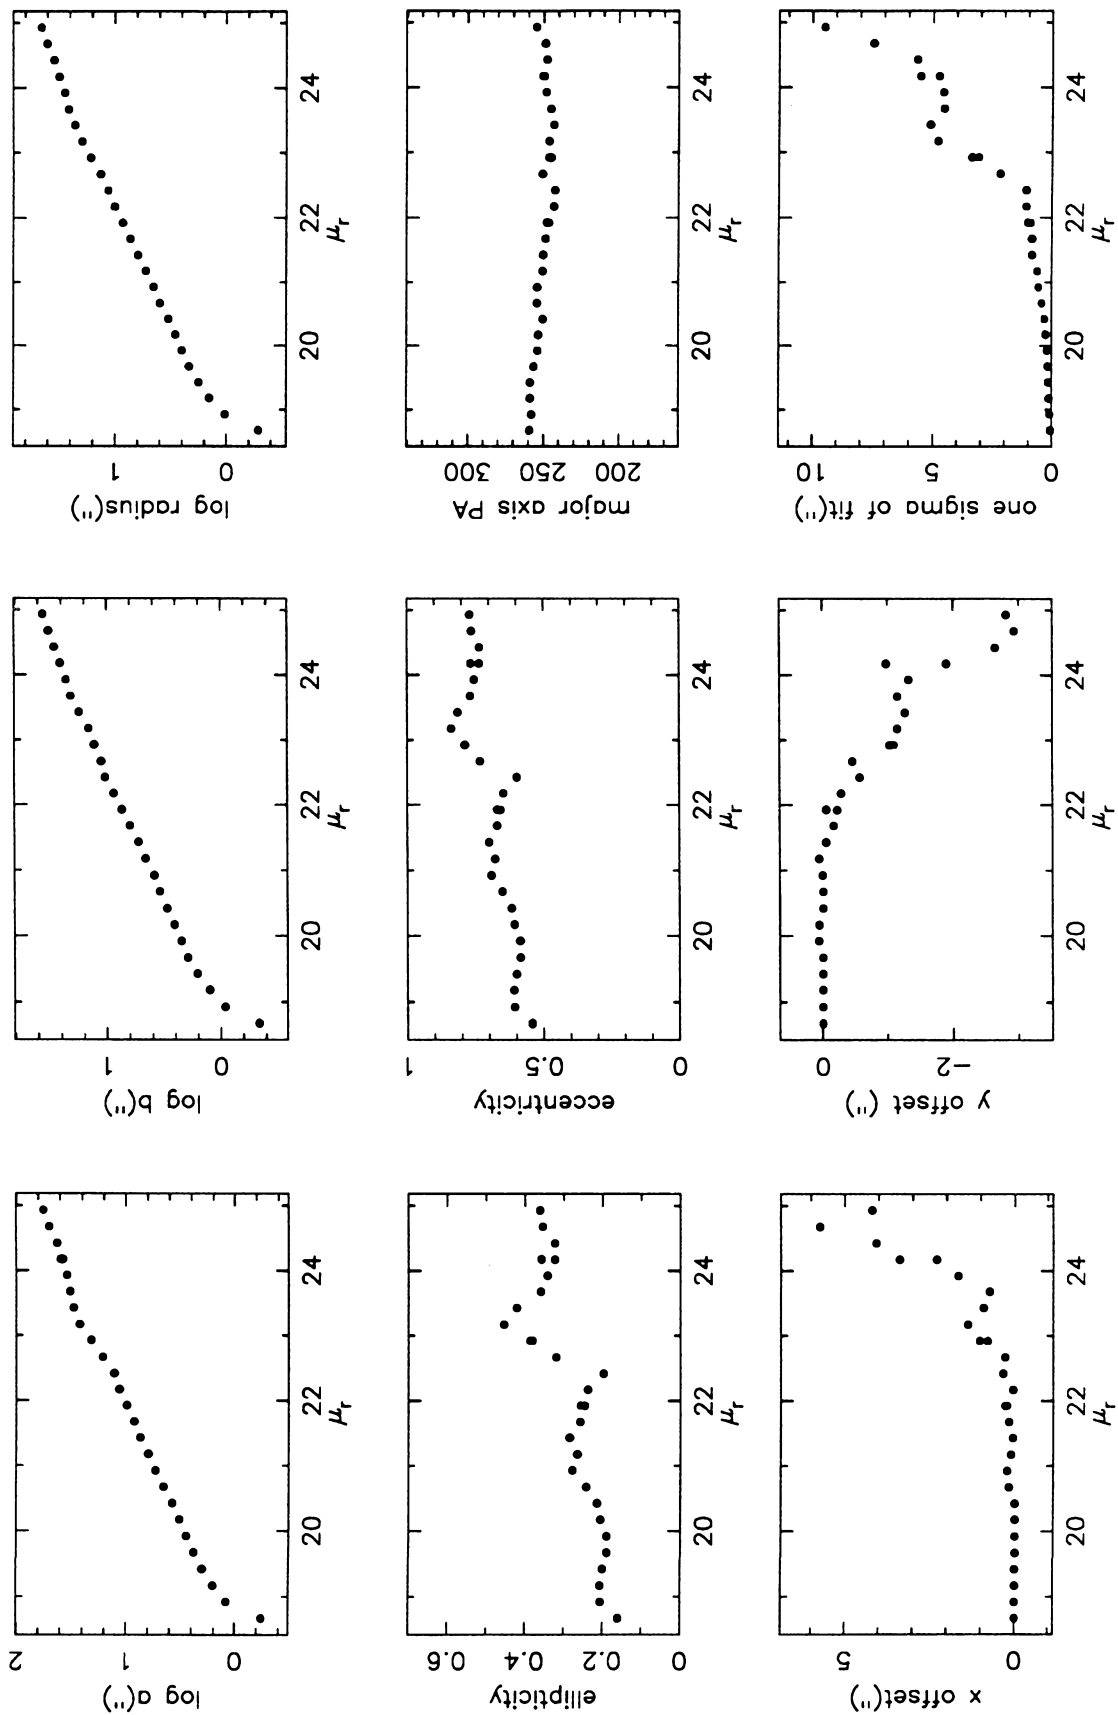 log a(")
2
1
0
20
22
24
μr
log b(")
1
0
20
22
24
μr
log radius(")
1
0
20
22
24
μr
ellipticity
0.6
0.4
0.2
0
20
22
24
μr
eccentricity
1
0.5
0
20
22
24
μr
major axis PA
300
250
200
20
22
24
μr
x offset(")
5
0
20
22
24
μr
y offset (")
0
−2
20
22
24
μr
one sigma of fit(")
10
5
0
20
22
24
μr